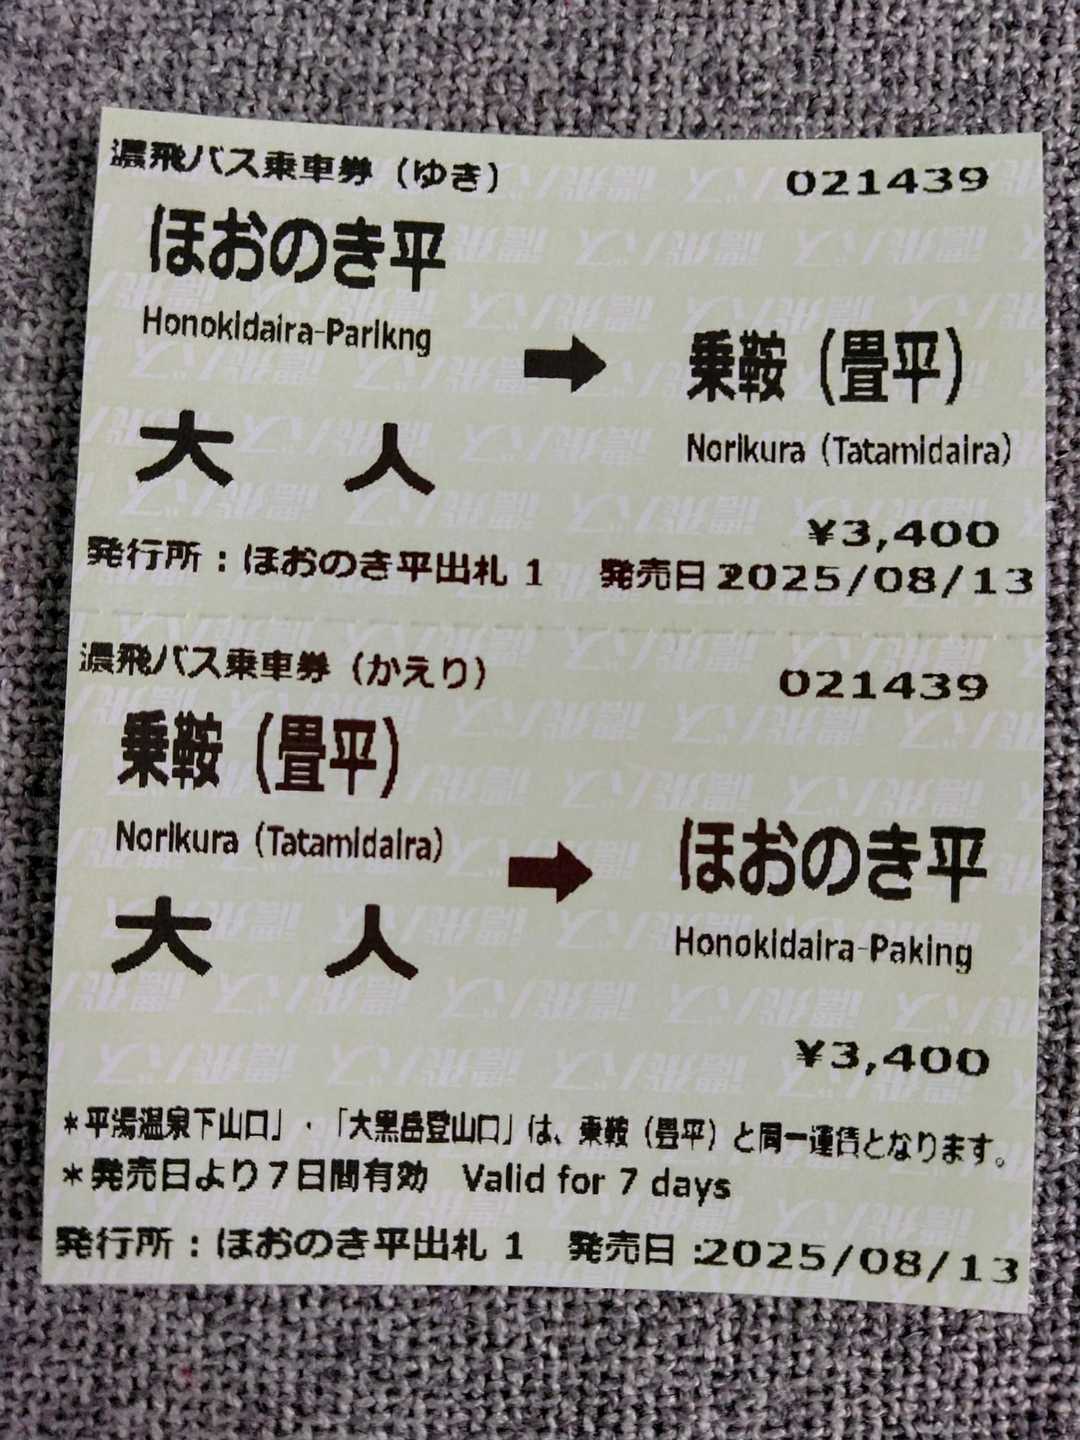 濃飛バス乗車券（ゆき） 021439
ほおのき平
Honokidaira-Parikng
➡
乗鞍（畳平）
Norikura（Tatamidaira）
大　人
¥3,400
発行所：ほおのき平出札 1　発売日：2025/08/13
濃飛バス乗車券（かえり） 021439
乗鞍（畳平）
Norikura（Tatamidaira）
➡
ほおのき平
Honokidaira-Paking
大　人
¥3,400
＊平湯温泉下山口」・「大黒岳登山口」は、乗鞍（畳平）と同一運賃となります。
＊発売日より７日間有効　Valid for 7 days
発行所：ほおのき平出札 1　発売日：2025/08/13